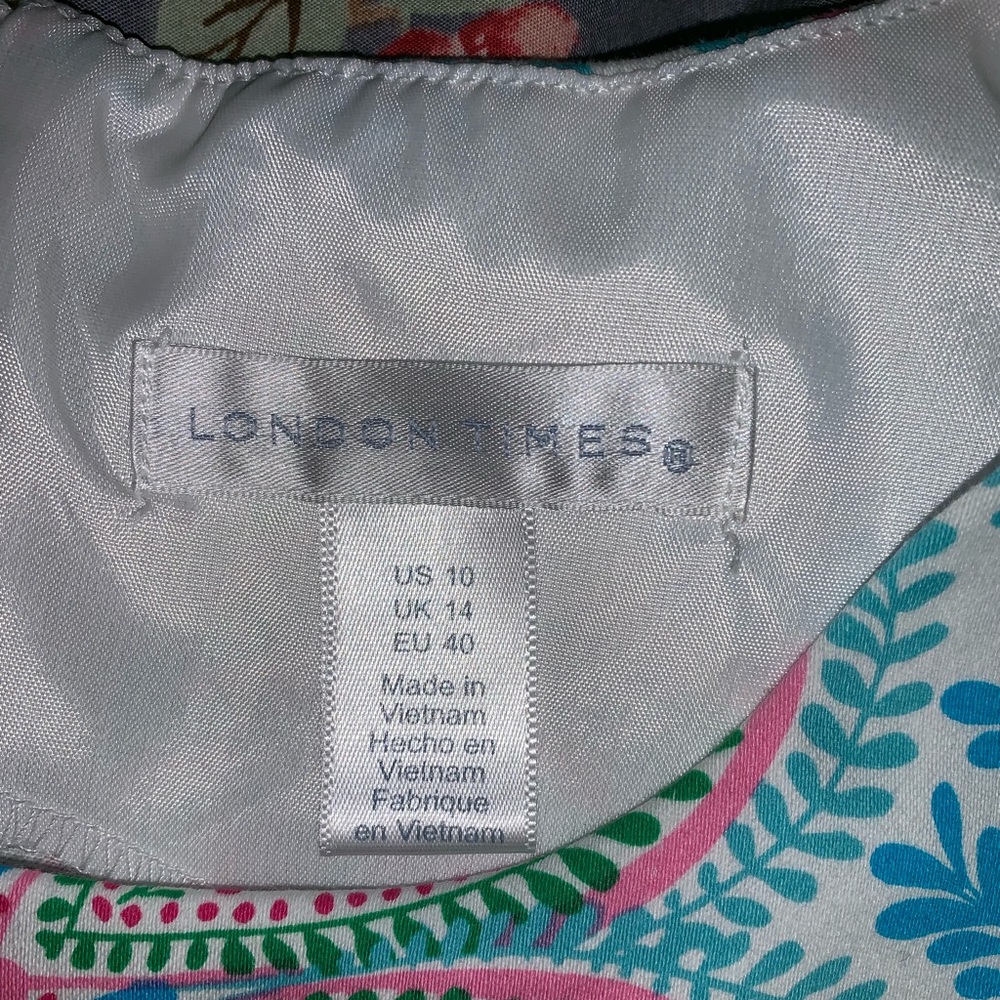 LONDON TIMES®
US 10
UK 14
EU 40
Made in
Vietnam
Hecho en
Vietnam
Fabrique
en Vietnam